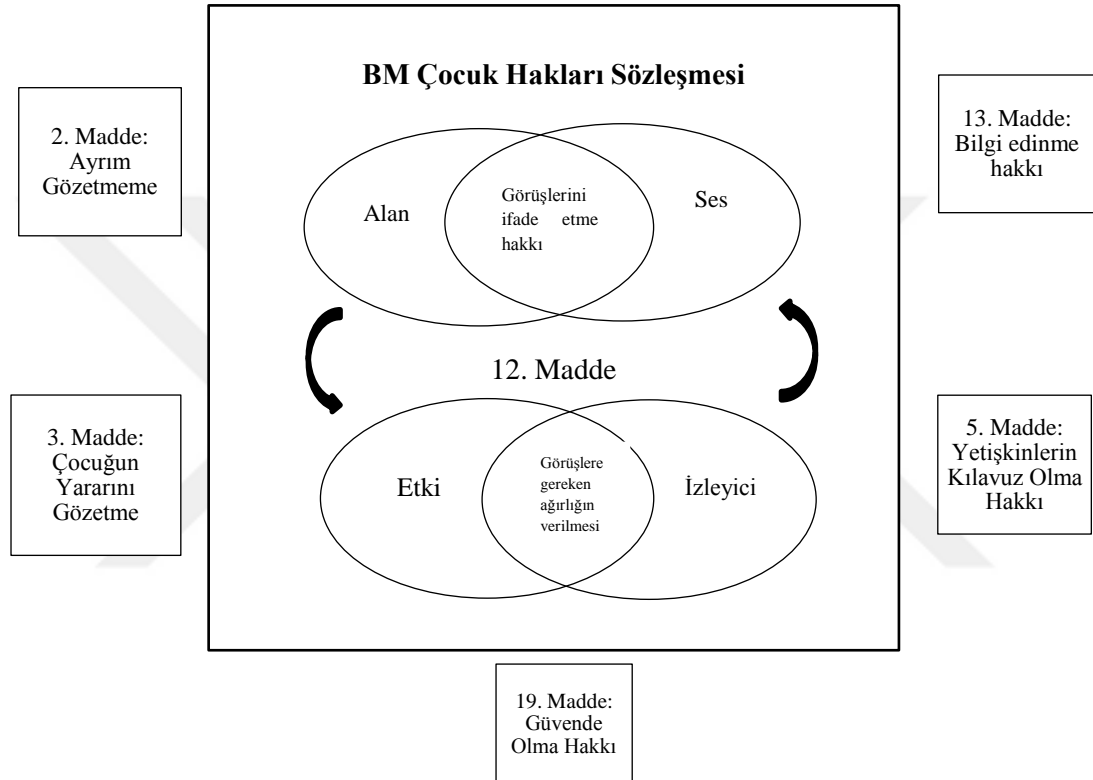 BM Çocuk Hakları Sözleşmesi
2. Madde:
Ayrım
Gözetmeme
13. Madde:
Bilgi edinme
hakkı
Alan
Görüşlerini
ifade etme
hakkı
Ses
12. Madde
3. Madde:
Çocuğun
Yararını
Gözetme
Etki
Görüşlere
gereken
ağırlığın
verilmesi
İzleyici
5. Madde:
Yetişkinlerin
Kılavuz Olma
Hakkı
19. Madde:
Güvende
Olma Hakkı